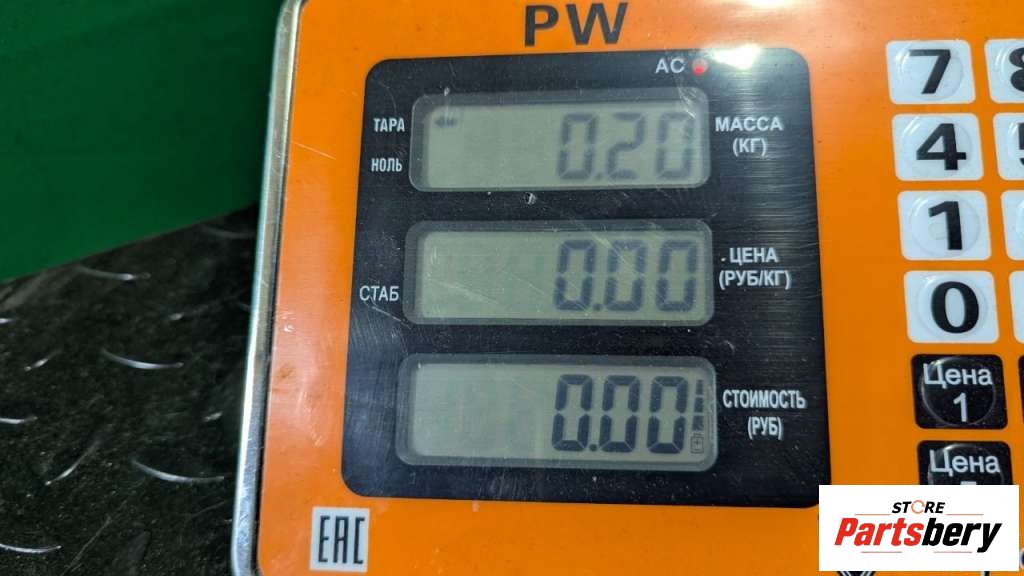 PW
AC
ТАРА
НОЛЬ
0.20
МАССА
(КГ)
СТАБ
0.00
ЦЕНА
(РУБ/КГ)
0.00
СТОИМОСТЬ
(РУБ)
7
4
1
0
Цена
1
Цена
EAC
STORE
Partsbery